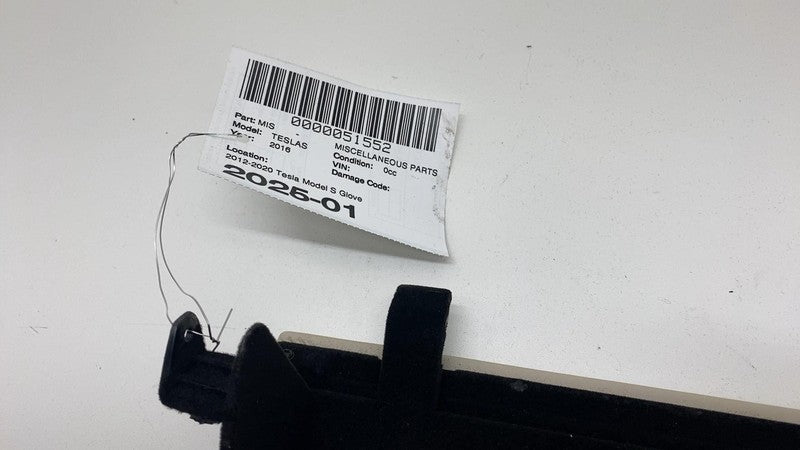 0000051552
Part: MIS - MISCELLANEOUS PARTS
Model: TESLAS Condition: 0cc
Year: 2016 VIN:
Damage Code:
Location:
2012-2020 Tesla Model S Glove
2025-01